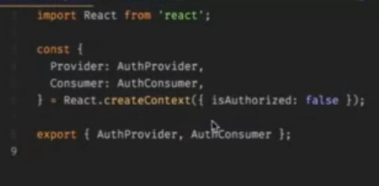 import React from 'react';
const {
Provider: AuthProvider,
Consumer: AuthConsumer,
} = React.createContext({ isAuthorized: false });
export { AuthProvider, AuthConsumer };
9